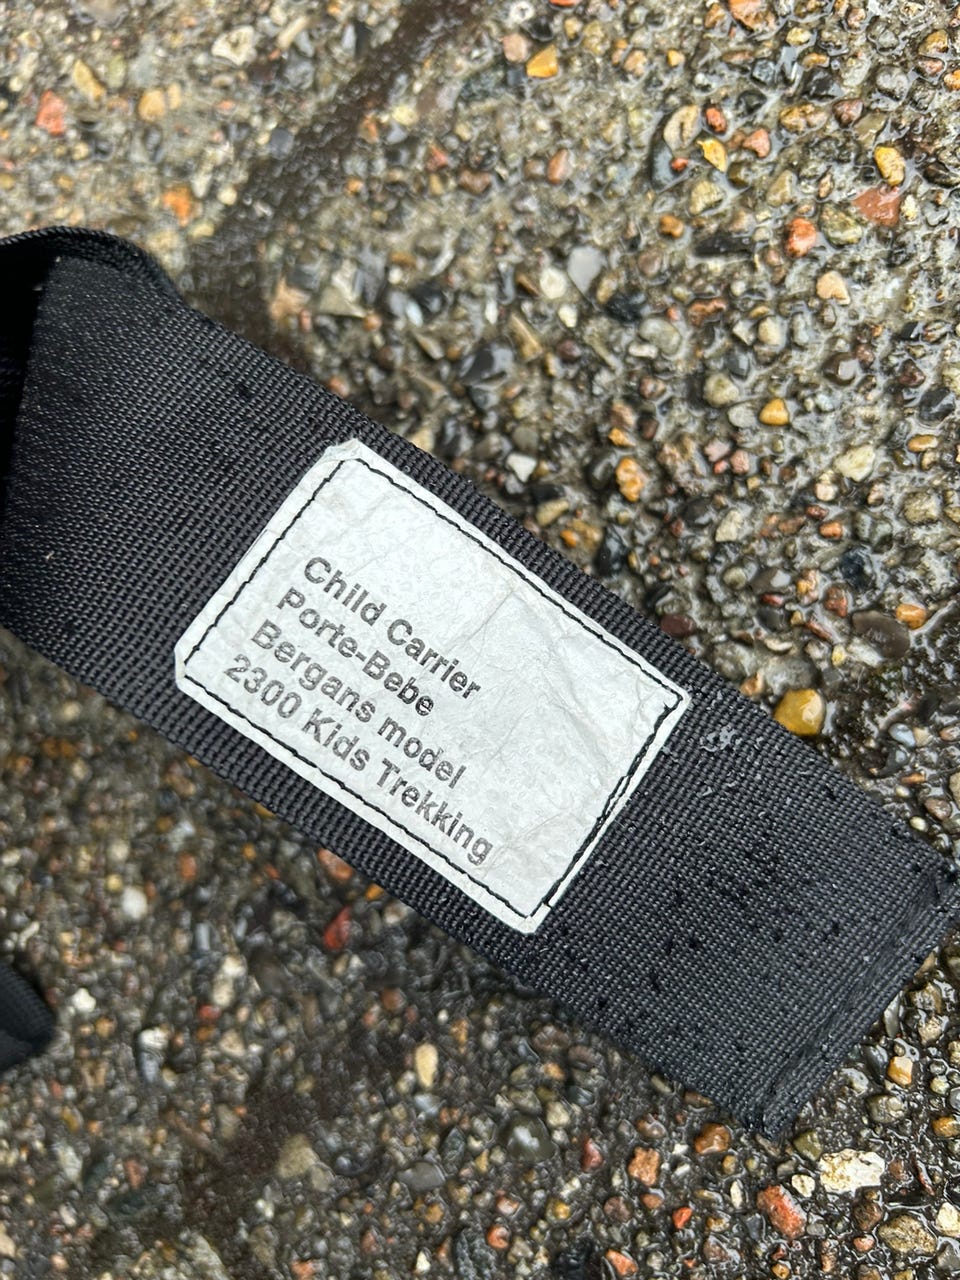 Child Carrier
Porte-Bebe
Bergans model
2300 Kids Trekking